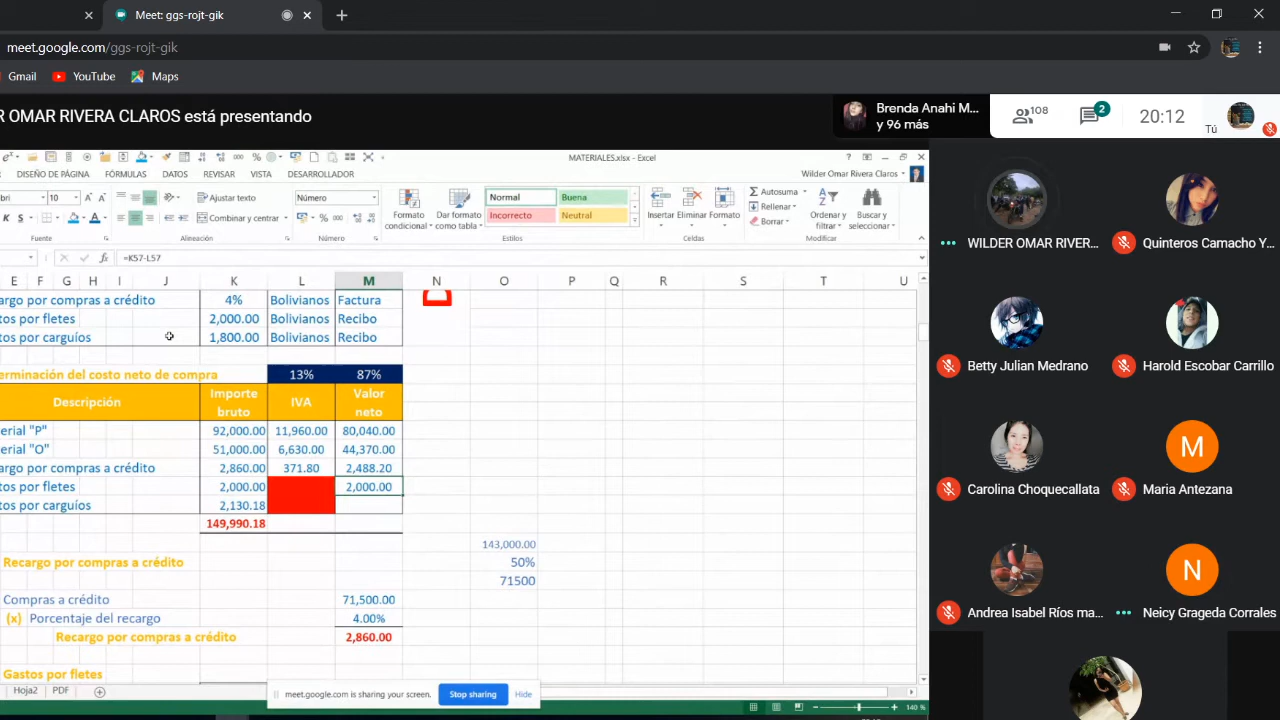 Meet: ggs-rojt-gik
meet.google.com/ggs-rojt-gik
Gmail YouTube Maps
R OMAR RIVERA CLAROS está presentando
Brenda Anahi M...
y 96 más
108
2
20:12
Tú
MATERIALES.xlsx - Excel
DISEÑO DE PÁGINA FÓRMULAS DATOS REVISAR VISTA DESARROLLADOR
Wilder Omar Rivera Claros
bri 10 Ajustar texto Número
K S Combinar y centrar
Formato condicional
Dar formato como tabla
Normal Buena
Incorrecto Neutral
Insertar Eliminar Formato
Autosuma
Rellenar
Borrar
Ordenar y filtrar
Buscar y seleccionar
Fuente Alineación Número Estilos Celdas Modificar
=K57-L57
E F G H I J K L M N O P Q R S T U
argo por compras a crédito 4% Bolivianos Factura
tos por fletes 2,000.00 Bolivianos Recibo
tos por carguíos 1,800.00 Bolivianos Recibo
erminación del costo neto de compra 13% 87%
Descripción Importe bruto IVA Valor neto
erial "P" 92,000.00 11,960.00 80,040.00
erial "O" 51,000.00 6,630.00 44,370.00
argo por compras a crédito 2,860.00 371.80 2,488.20
tos por fletes 2,000.00 2,000.00
tos por carguíos 2,130.18
149,990.18
143,000.00
Recargo por compras a crédito 50%
71500
Compras a crédito 71,500.00
(x) Porcentaje del recargo 4.00%
Recargo por compras a crédito 2,860.00
Gastos por fletes
Hoja2 PDF
meet.google.com is sharing your screen. Stop sharing Hide
140 %
WILDER OMAR RIVER...
Quinteros Camacho Y...
Betty Julian Medrano
Harold Escobar Carrillo
M
Carolina Choquecallata
Maria Antezana
N
Andrea Isabel Ríos ma...
Neicy Grageda Corrales